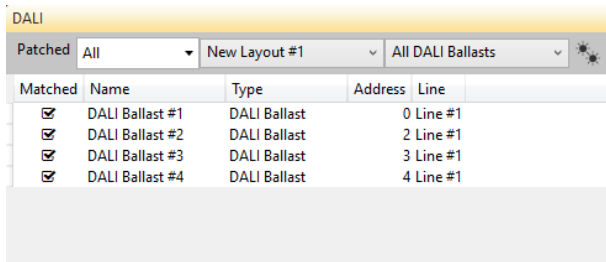 DALI
Patched All New Layout #1 All DALI Ballasts
Matched Name Type Address Line
DALI Ballast #1 DALI Ballast 0 Line #1
DALI Ballast #2 DALI Ballast 2 Line #1
DALI Ballast #3 DALI Ballast 3 Line #1
DALI Ballast #4 DALI Ballast 4 Line #1